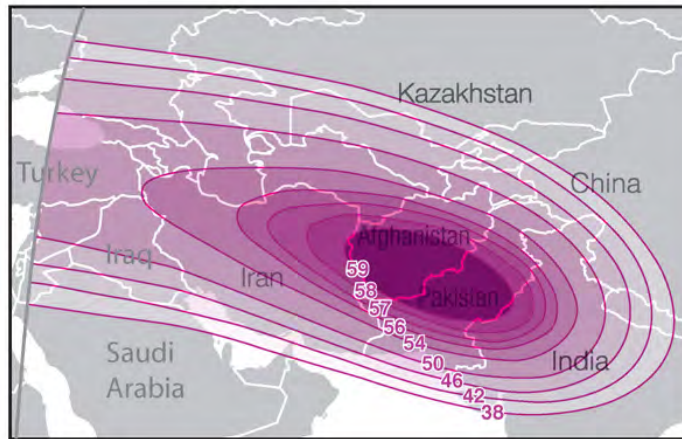 Kazakhstan
Turkey
China
Afghanistan
Iraq
Iran
59
58
Pakistan
57
56
54
Saudi
Arabia
50
India
46
42
38